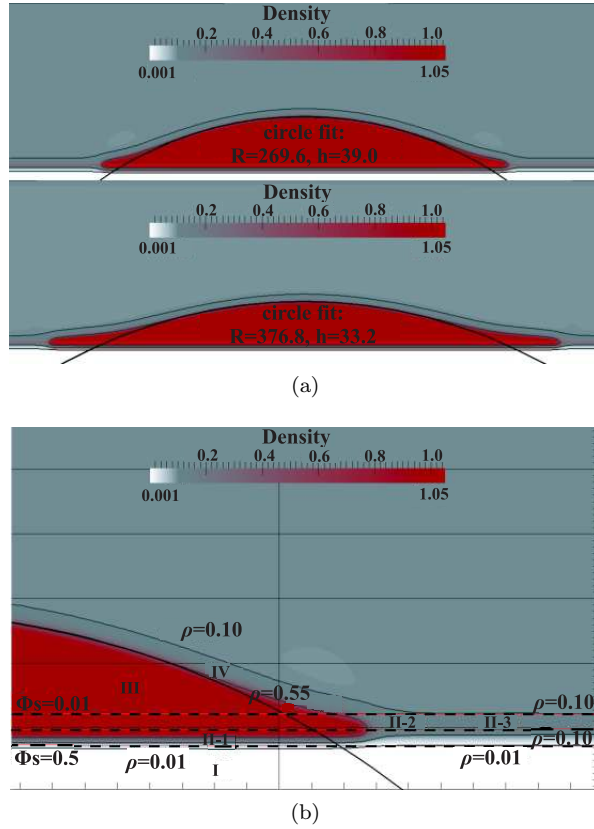 Density
0.2 0.4 0.6 0.8 1.0
0.001 1.05
circle fit:
R=269.6, h=39.0
Density
0.2 0.4 0.6 0.8 1.0
0.001 1.05
circle fit:
R=376.8, h=33.2
(a)
Density
0.2 0.4 0.6 0.8 1.0
0.001 1.05
ρ=0.10
IV
III
ρ=0.55
Φs=0.01 ρ=0.10
II-2 II-3
II-1 ρ=0.10
Φs=0.5 ρ=0.01 I ρ=0.01
(b)